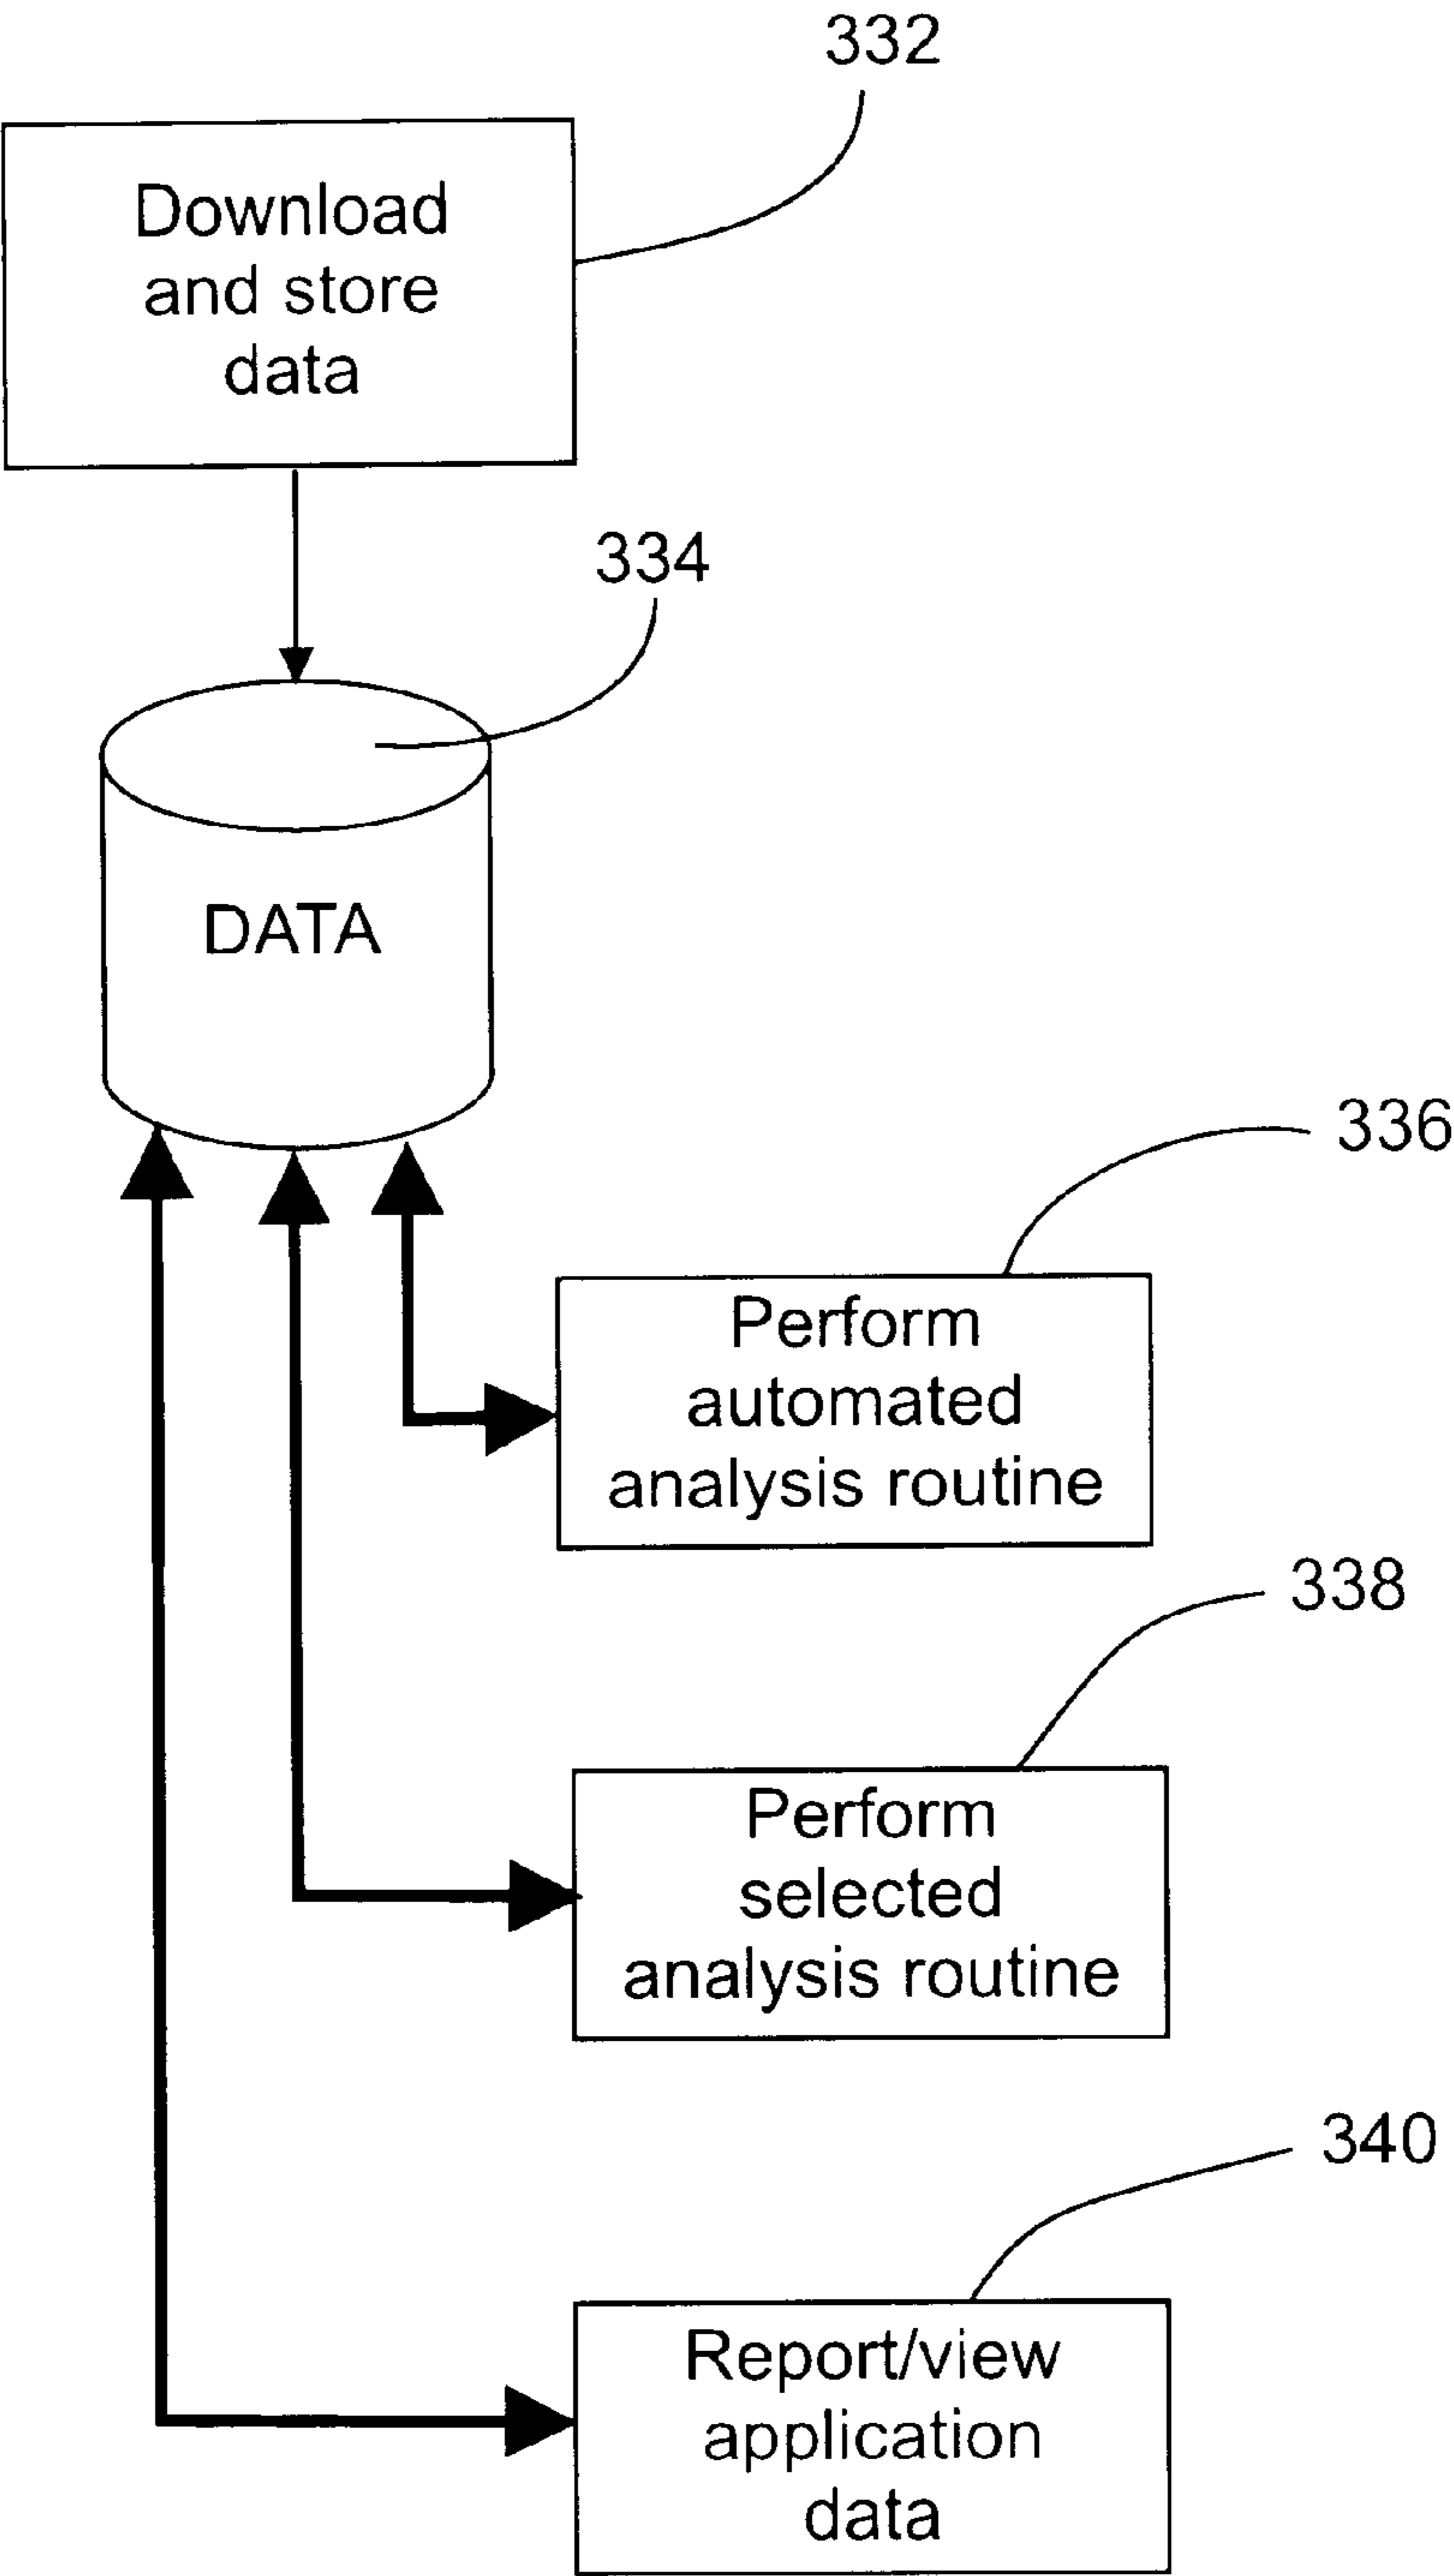 332
Download
and store
data
334
DATA
336
Perform
automated
analysis routine
338
Perform
selected
analysis routine
340
Report/view
application
data